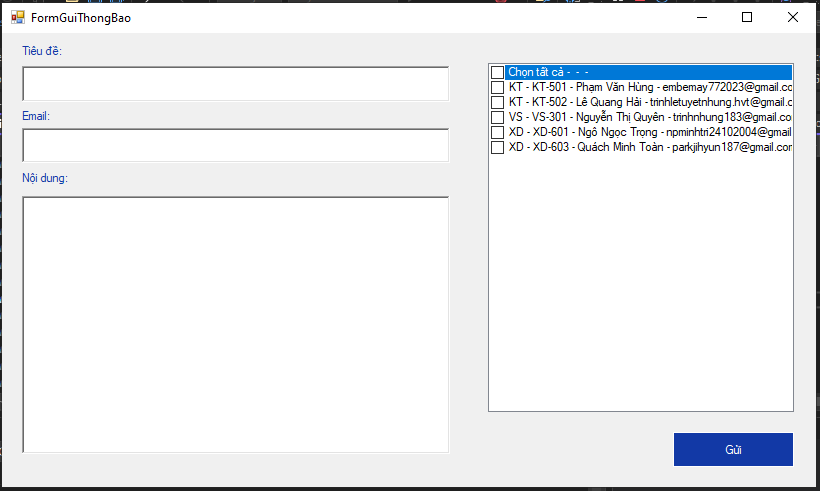 FormGuiThongBao
Tiêu đề:
Email:
Nội dung:
Chọn tất cả - - -
KT - KT-501 - Phạm Văn Hùng - embemay772023@gmail.co
KT - KT-502 - Lê Quang Hải - trinhletuyetnhung.hvt@gmail.c
VS - VS-301 - Nguyễn Thị Quyên - trinhnhung183@gmail.co
XD - XD-601 - Ngô Ngọc Trọng - npminhtri24102004@gmail
XD - XD-603 - Quách Minh Toàn - parkjihyun187@gmail.com
Gửi